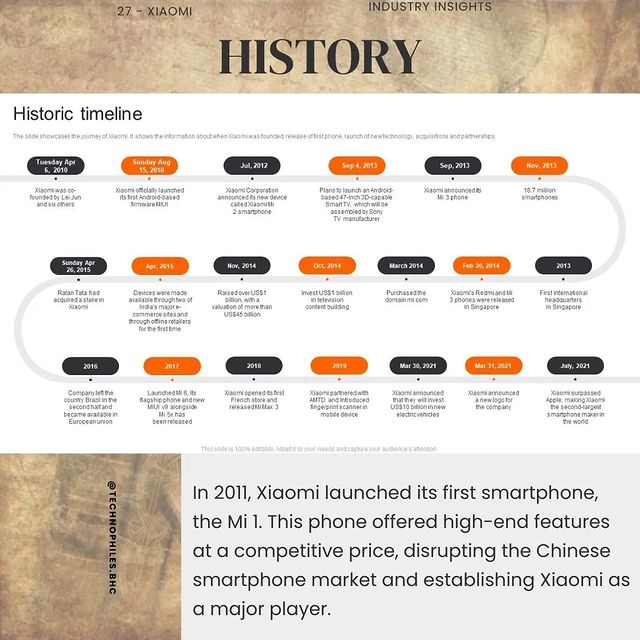 27 - XIAOMI
INDUSTRY INSIGHTS
HISTORY
Historic timeline
The slide showcases the journey of Xiaomi. It shows the information about when Xiaomi was founded, release of first phone, launch of new technology, acquisitions and partnerships.
Tuesday Apr
6, 2010
Xiaomi was co-
founded by Lei Jun
and six others
Sunday Aug
15, 2010
Xiaomi officially launched
its first Android-based
firmware MIUI
Jul, 2012
Xiaomi Corporation
announced its new device
called Xiaomi Mi
2 smartphone
Sep 4, 2013
Plans to launch an Android-
based 47-inch 3D-capable
Smart TV, which will be
assembled by Sony
TV manufacturer
Sep, 2013
Xiaomi announced its
Mi 3 phone
Nov, 2013
18.7 million
smartphones
Sunday Apr
26, 2015
Ratan Tata had
acquired a stake in
Xiaomi
Apr, 2015
Devices were made
available through two of
India's major e-
commerce sites and
through offline retailers
for the first time
Nov, 2014
Raised over US$1
billion, with a
valuation of more than
US$45 billion
Oct, 2014
Invest US$1 billion
in television
content building
March 2014
Purchased the
domain mi.com
Feb 20, 2014
Xiaomi's Redmi and Mi
3 phones were released
in Singapore
2013
First international
headquarters
in Singapore
2016
Company left the
country Brazil in the
second half and
became available in
European union
2017
Launched Mi 6, its
flagship phone and new
MIUI v9 alongside
Mi 5x has
been released
2018
Xiaomi opened its first
French store and
released Mi Max 3
2019
Xiaomi partnered with
AMTD and Introduced
fingerprint scanner in
mobile device
Mar 30, 2021
Xiaomi announced
that they will invest
US$10 billion in new
electric vehicles
Mar 31, 2021
Xiaomi announced
a new logo for
the company
July, 2021
Xiaomi surpassed
Apple, making Xiaomi
the second-largest
smartphone maker in
the world
This slide is 100% editable. Adapt it to your needs and capture your audience's attention.
@TECHNOPHILES.BHC
In 2011, Xiaomi launched its first smartphone,
the Mi 1. This phone offered high-end features
at a competitive price, disrupting the Chinese
smartphone market and establishing Xiaomi as
a major player.